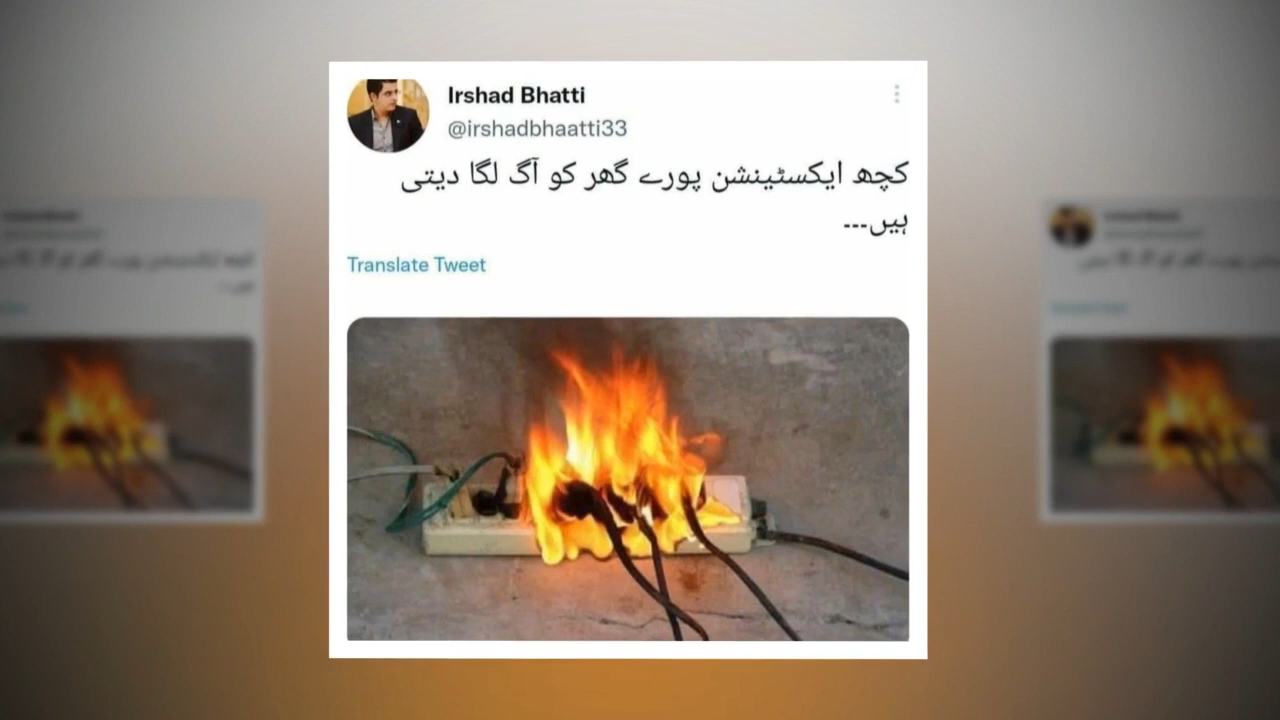 Irshad Bhatti
@irshadbhaatti33
کچھ ایکسٹینشن پورے گھر کو آگ لگا دیتی
ہیں---
Translate Tweet